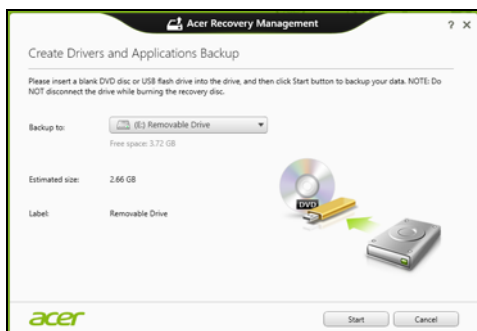 Acer Recovery Management
? X
Create Drivers and Applications Backup
Please insert a blank DVD disc or USB flash drive into the drive, and then click Start button to backup your data. NOTE: Do
NOT disconnect the drive while burning the recovery disc.
Backup to: (E:) Removable Drive
Free space: 3.72 GB
Estimated size: 2.66 GB
DVD
Label: Removable Drive
acer Start Cancel